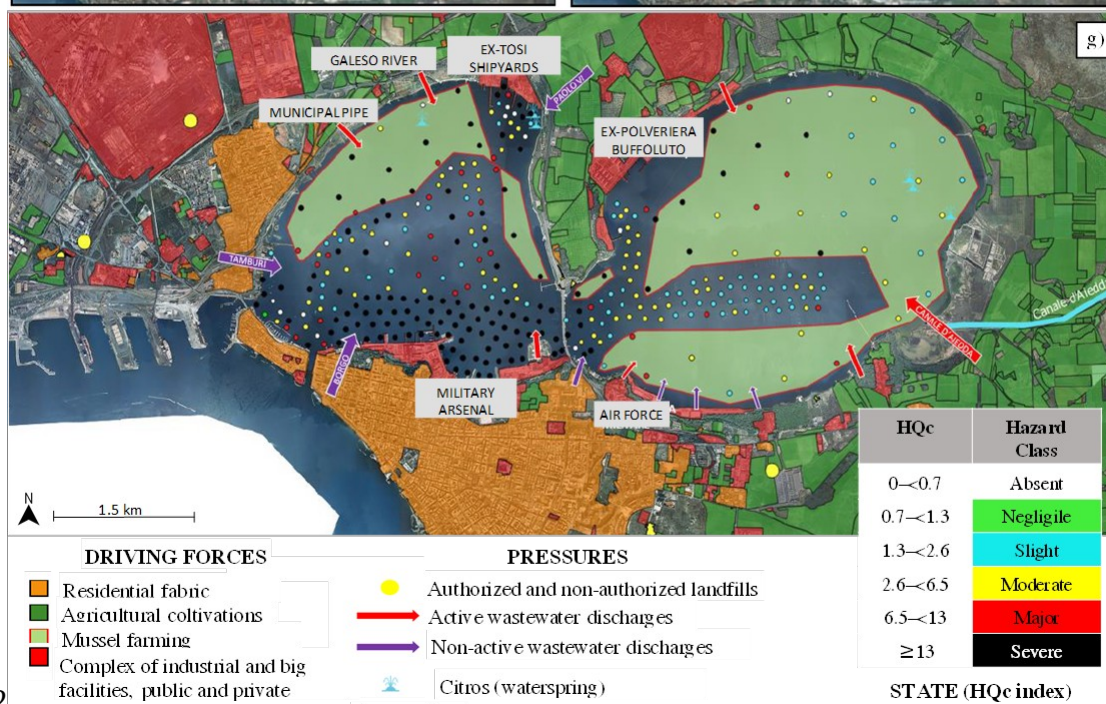 g)
EX-TOSI
SHIPYARDS
GALESO RIVER
PAOLO VI
MUNICIPAL PIPE
EX-POLVERIERA
BUFFOLUTO
TAMBURI
Canale d'Aiedda
CANALE D'AIEDDA
BORGO
MILITARY
ARSENAL
AIR FORCE
N
1.5 km
HQc Hazard
Class
0–<0.7 Absent
0.7–<1.3 Negligile
1.3–<2.6 Slight
2.6–<6.5 Moderate
6.5–<13 Major
≥13 Severe
STATE (HQc index)
DRIVING FORCES
Residential fabric
Agricultural coltivations
Mussel farming
Complex of industrial and big
facilities, public and private
PRESSURES
Authorized and non-authorized landfills
Active wastewater discharges
Non-active wastewater discharges
Citros (waterspring)